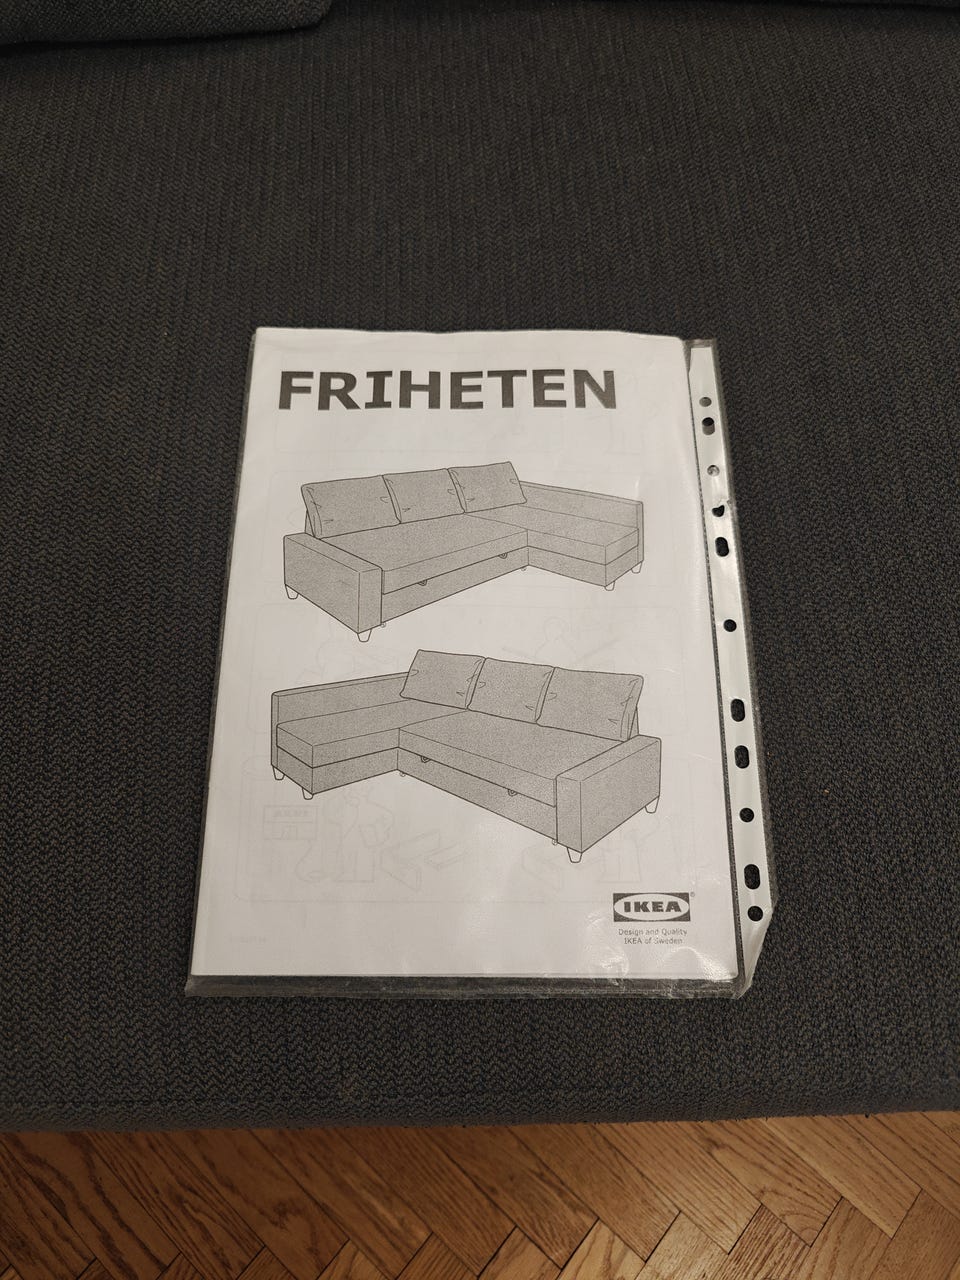 FRIHETEN
IKEA®
Design and Quality
IKEA of Sweden